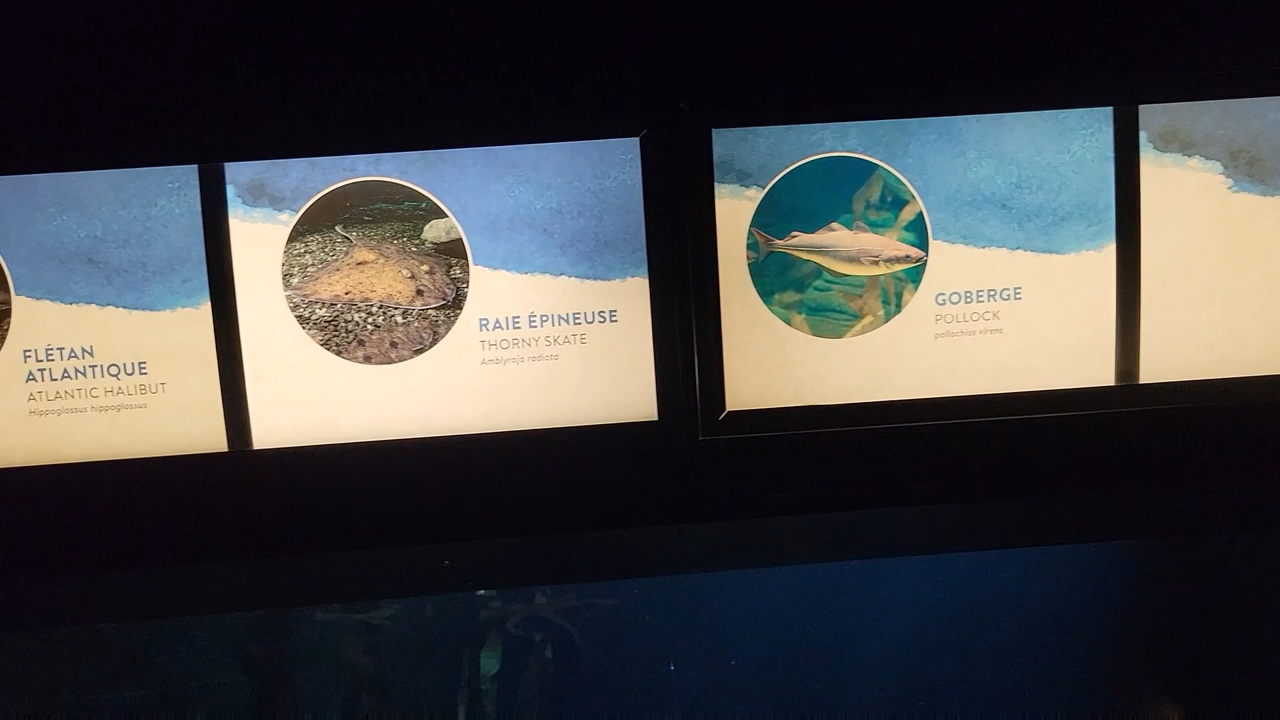 FLÉTAN
ATLANTIQUE
ATLANTIC HALIBUT
Hippoglossus hippoglossus
RAIE ÉPINEUSE
THORNY SKATE
Amblyraja radiata
GOBERGE
POLLOCK
pollachius virens